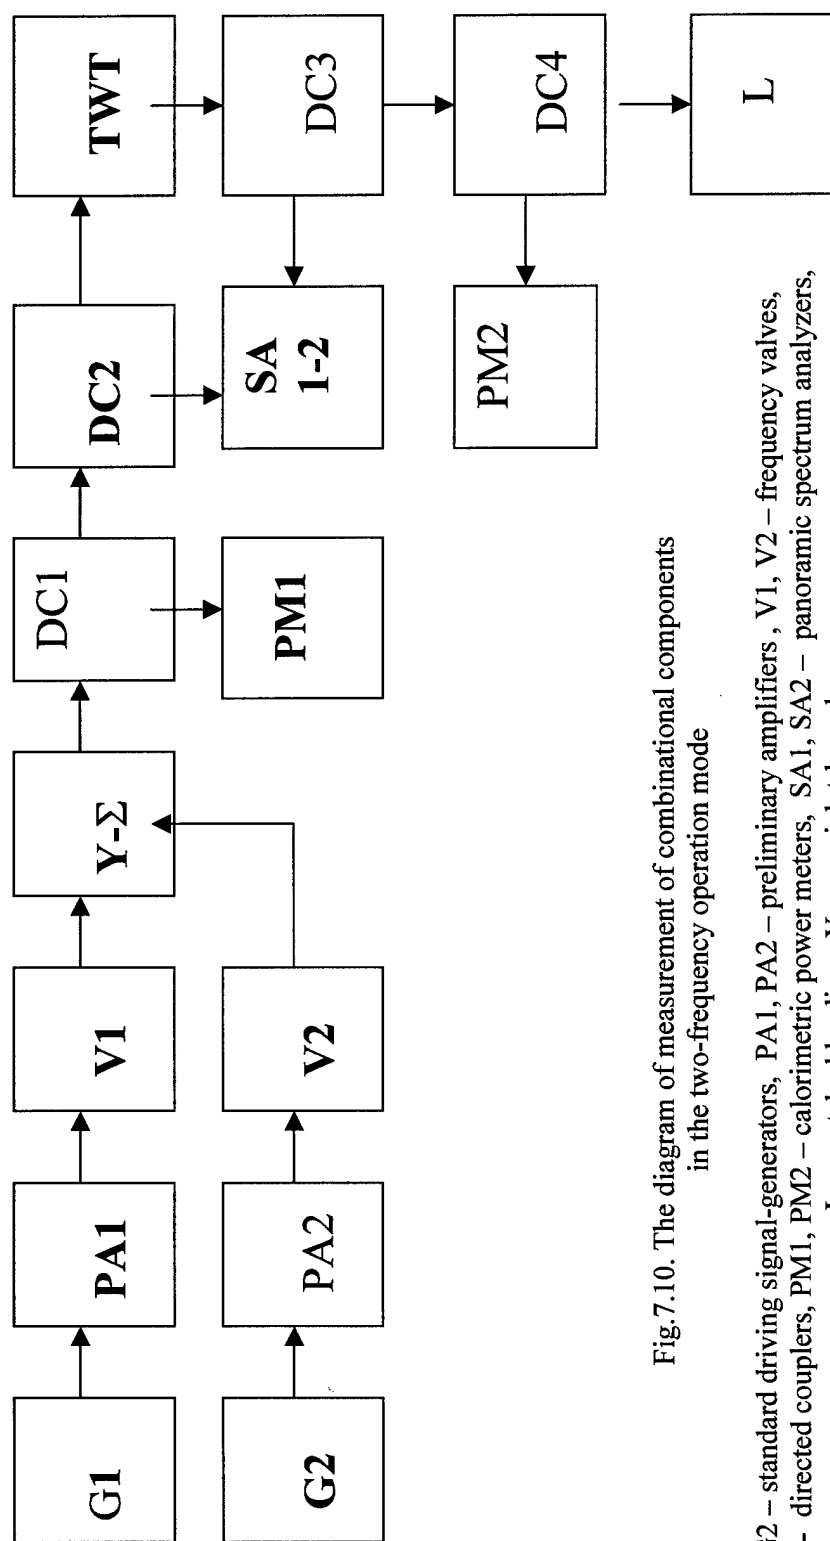 G1
PA1
V1
Y-Σ
DC1
DC2
TWT
G2
PA2
V2
PM1
SA
1-2
DC3
PM2
DC4
L
Fig.7.10. The diagram of measurement of combinational components
in the two-frequency operation mode
G2 – standard driving signal-generators, PA1, PA2 – preliminary amplifiers , V1, V2 – frequency valves,
- directed couplers, PM1, PM2 – calorimetric power meters, SA1, SA2 – panoramic spectrum analyzers,